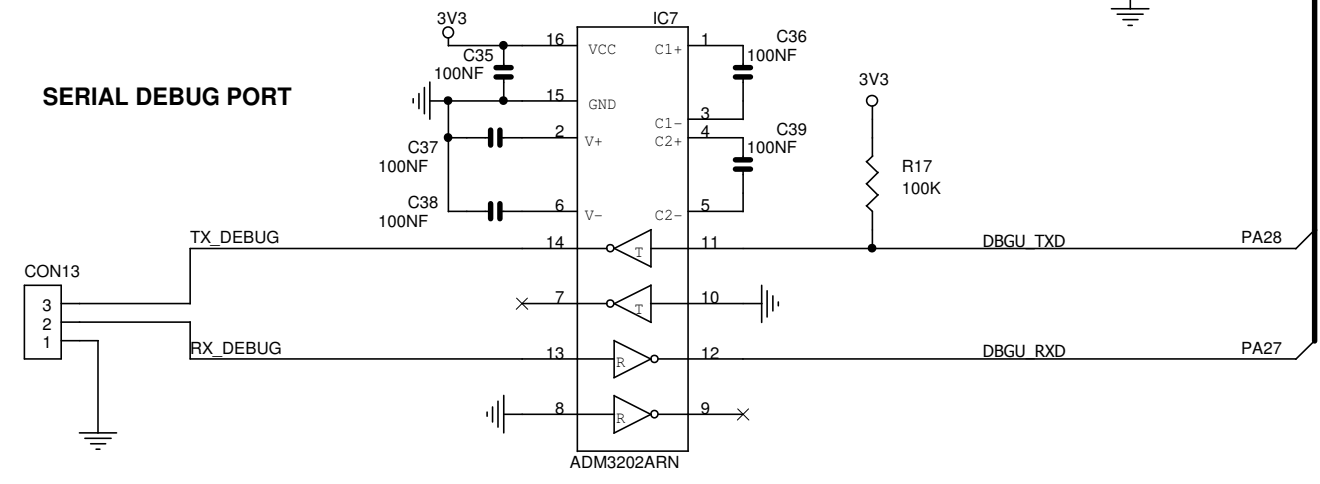 3V3
IC7
16
VCC
C1+
1
C36
100NF
C35
100NF
3V3
SERIAL DEBUG PORT
15
GND
C1-
3
2
V+
C2+
4
C39
100NF
C37
100NF
R17
100K
C38
100NF
6
V-
C2-
5
TX_DEBUG
14
T
11
DBGU_TXD
PA28
CON13
3
2
1
7
T
10
RX_DEBUG
13
R
12
DBGU_RXD
PA27
8
R
9
ADM3202ARN